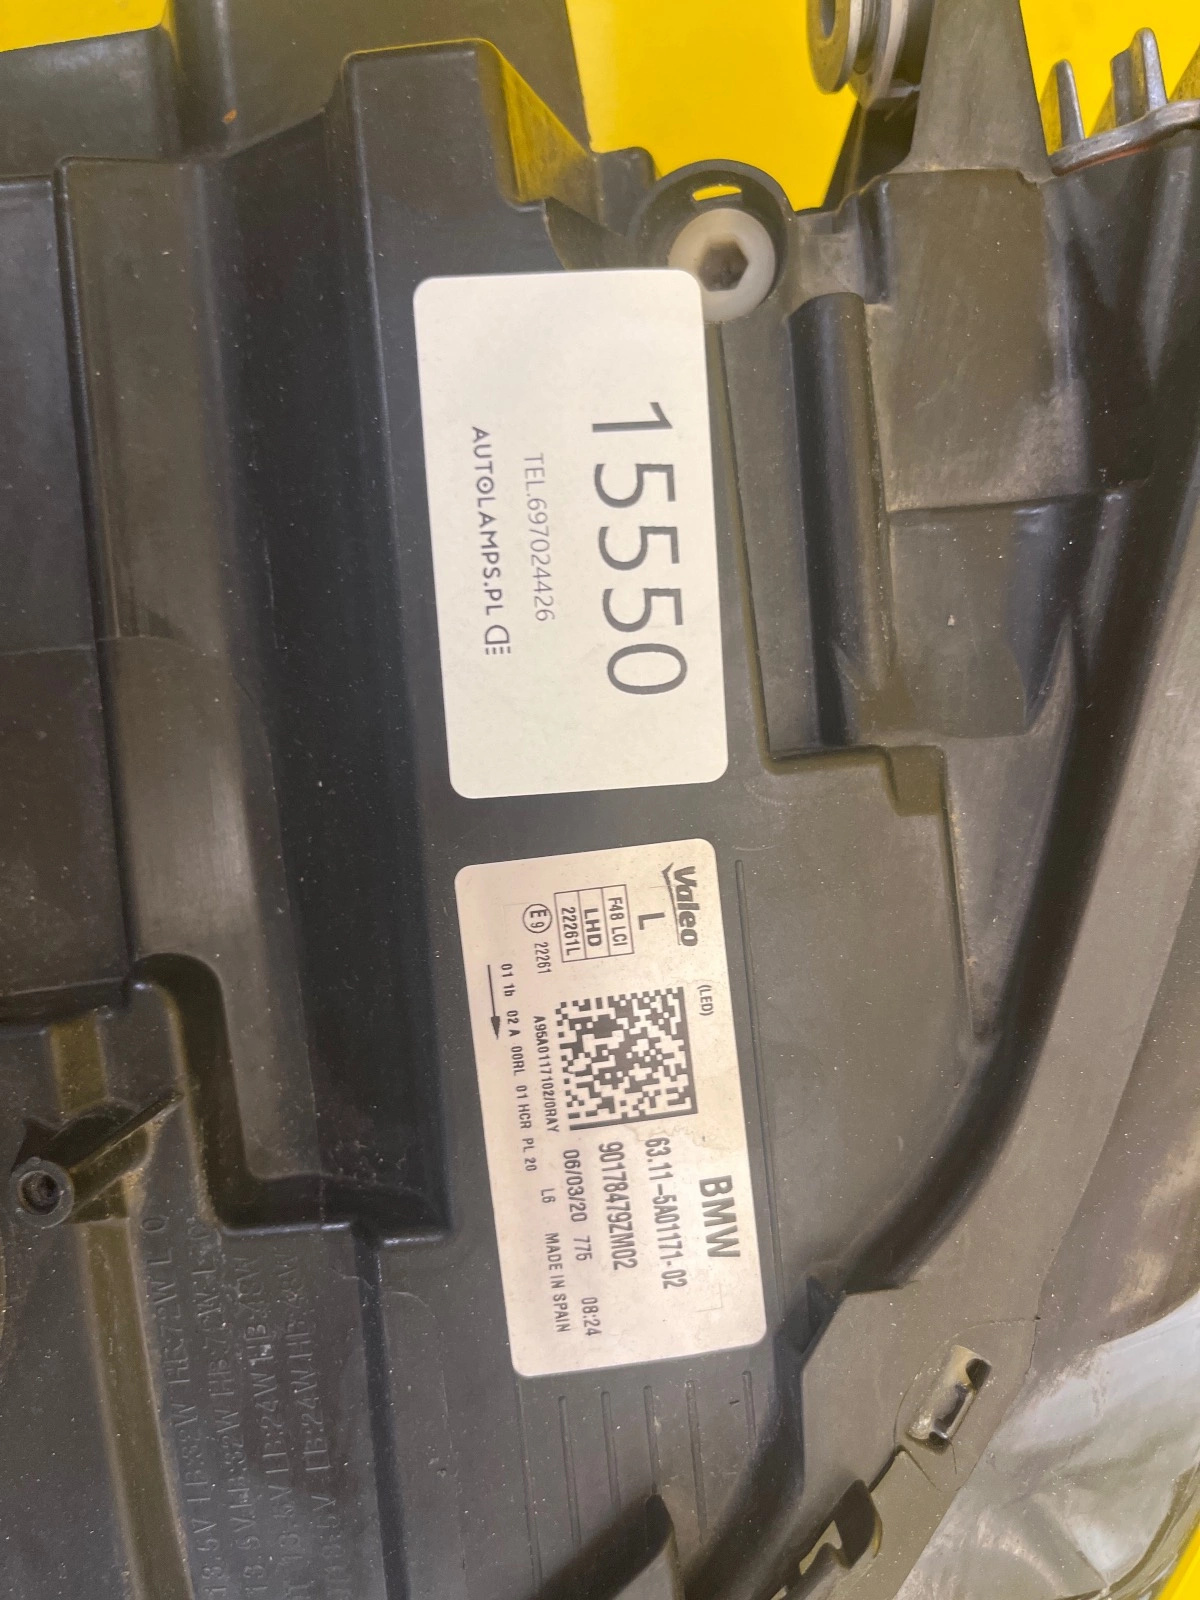 15550
TEL.697024426
AUTOLAMPS.PL
Valeo
(LED)
BMW
L
63.11-5A01171-02
F48 LCI
LHD
22261L
90178479ZM02
06/03/20 776 08:24
E9 22261 A95A0117102/0RAY
L6 MADE IN SPAIN
01 1b 02 A 00RL 01 HCR PL 20